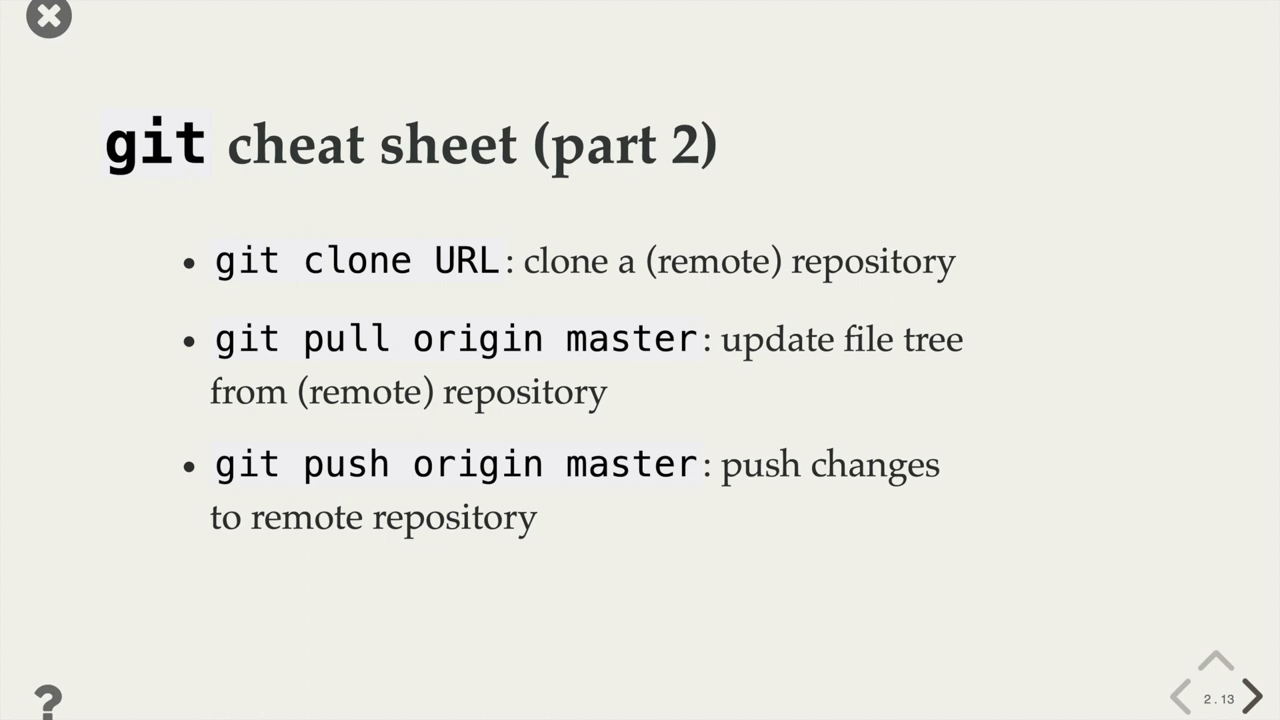 git cheat sheet (part 2)
• git clone URL: clone a (remote) repository
• git pull origin master: update file tree
from (remote) repository
• git push origin master: push changes
to remote repository
?
2.13